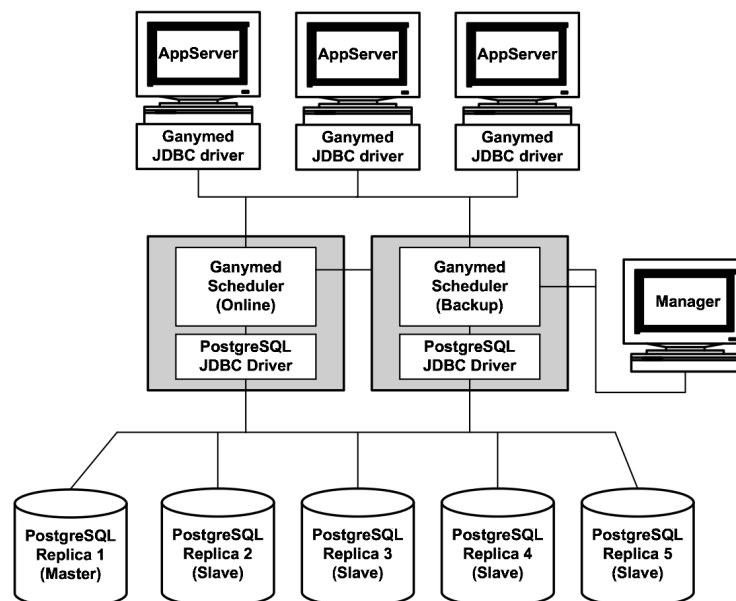 AppServer
AppServer
AppServer
Ganymed
JDBC driver
Ganymed
JDBC driver
Ganymed
JDBC driver
Ganymed
Scheduler
(Online)
Ganymed
Scheduler
(Backup)
Manager
PostgreSQL
JDBC Driver
PostgreSQL
JDBC Driver
PostgreSQL
Replica 1
(Master)
PostgreSQL
Replica 2
(Slave)
PostgreSQL
Replica 3
(Slave)
PostgreSQL
Replica 4
(Slave)
PostgreSQL
Replica 5
(Slave)